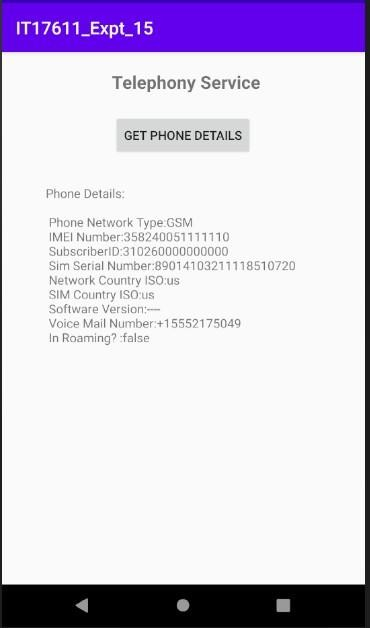 IT17611_Expt_15
Telephony Service
GET PHONE DETAILS
Phone Details:
Phone Network Type:GSM
IMEI Number:358240051111110
SubscriberID:310260000000000
Sim Serial Number:89014103211118510720
Network Country ISO:us
SIM Country ISO:us
Software Version:----
Voice Mail Number:+15552175049
In Roaming? :false